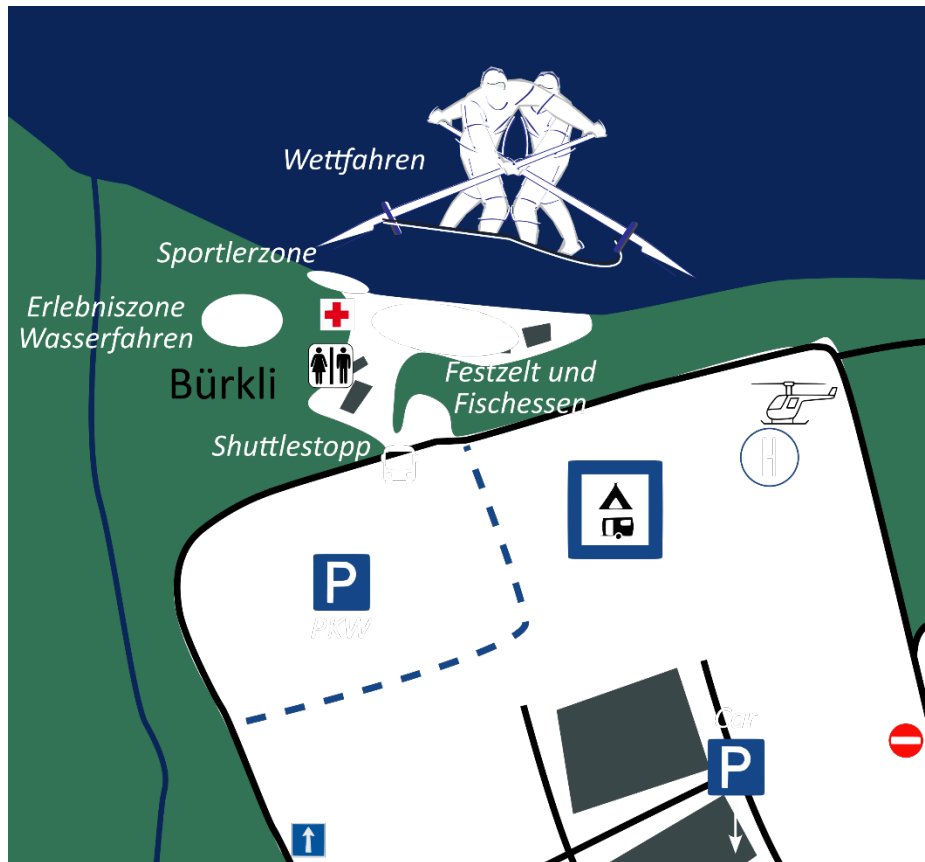 Wettfahren
Sportlerzone
Erlebniszone
Wasserfahren
Bürkli
Festzelt und
Fischessen
Shuttlestopp
H
P
PKW
Car
P